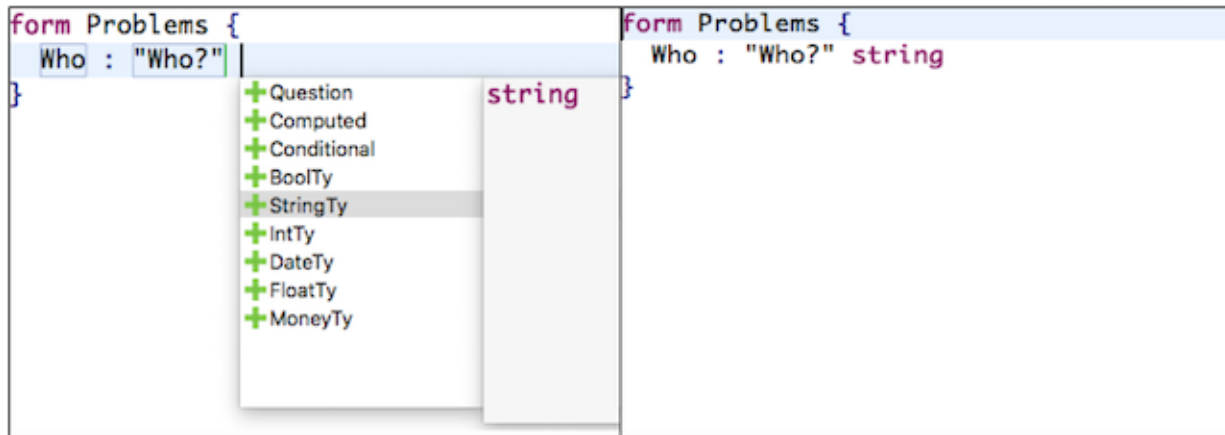 form Problems {
Who : "Who?"
}
Question
Computed
Conditional
BoolTy
StringTy
IntTy
DateTy
FloatTy
MoneyTy
string
form Problems {
Who : "Who?" string
}